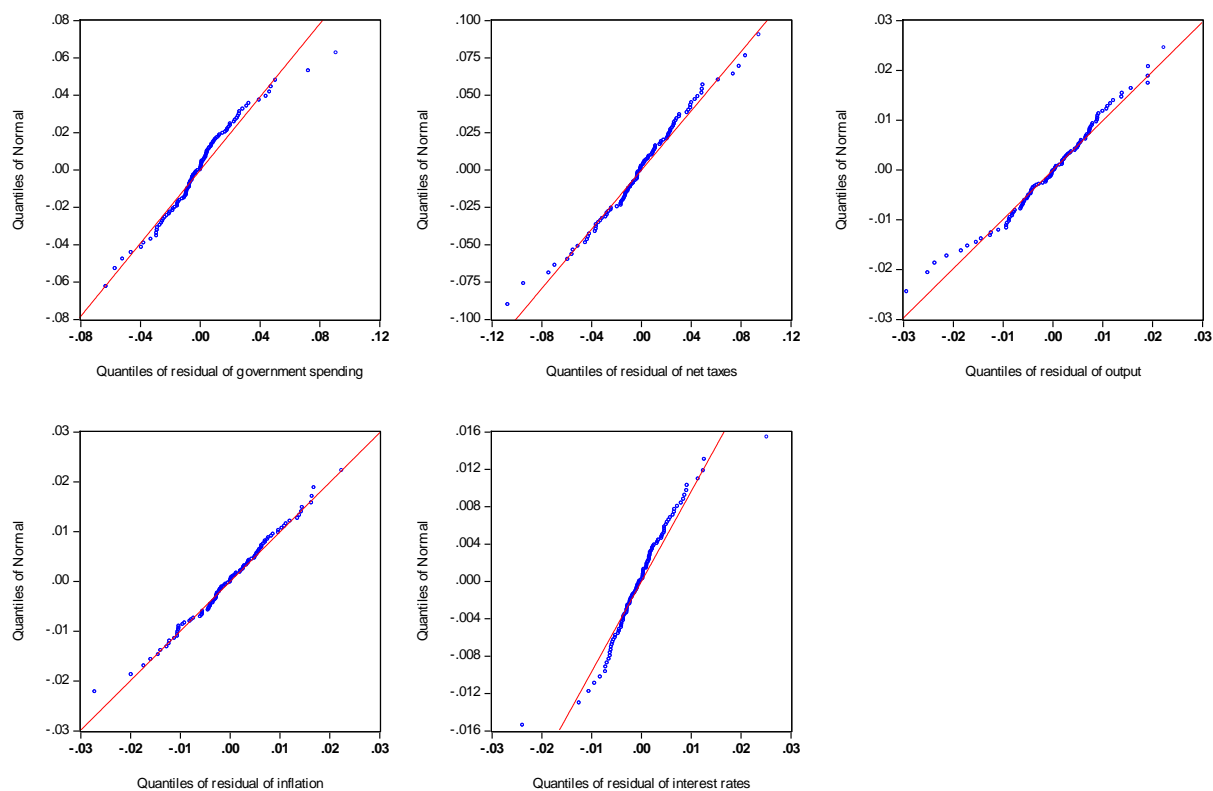 .08
.06
.04
.02
.00
-.02
-.04
-.06
-.08
Quantiles of Normal
-.08 -.04 .00 .04 .08 .12
Quantiles of residual of government spending
.100
.075
.050
.025
.000
-.025
-.050
-.075
-.100
Quantiles of Normal
-.12 -.08 -.04 .00 .04 .08 .12
Quantiles of residual of net taxes
.03
.02
.01
.00
-.01
-.02
-.03
Quantiles of Normal
-.03 -.02 -.01 .00 .01 .02 .03
Quantiles of residual of output
.03
.02
.01
.00
-.01
-.02
-.03
Quantiles of Normal
-.03 -.02 -.01 .00 .01 .02 .03
Quantiles of residual of inflation
.016
.012
.008
.004
.000
-.004
-.008
-.012
-.016
Quantiles of Normal
-.03 -.02 -.01 .00 .01 .02 .03
Quantiles of residual of interest rates